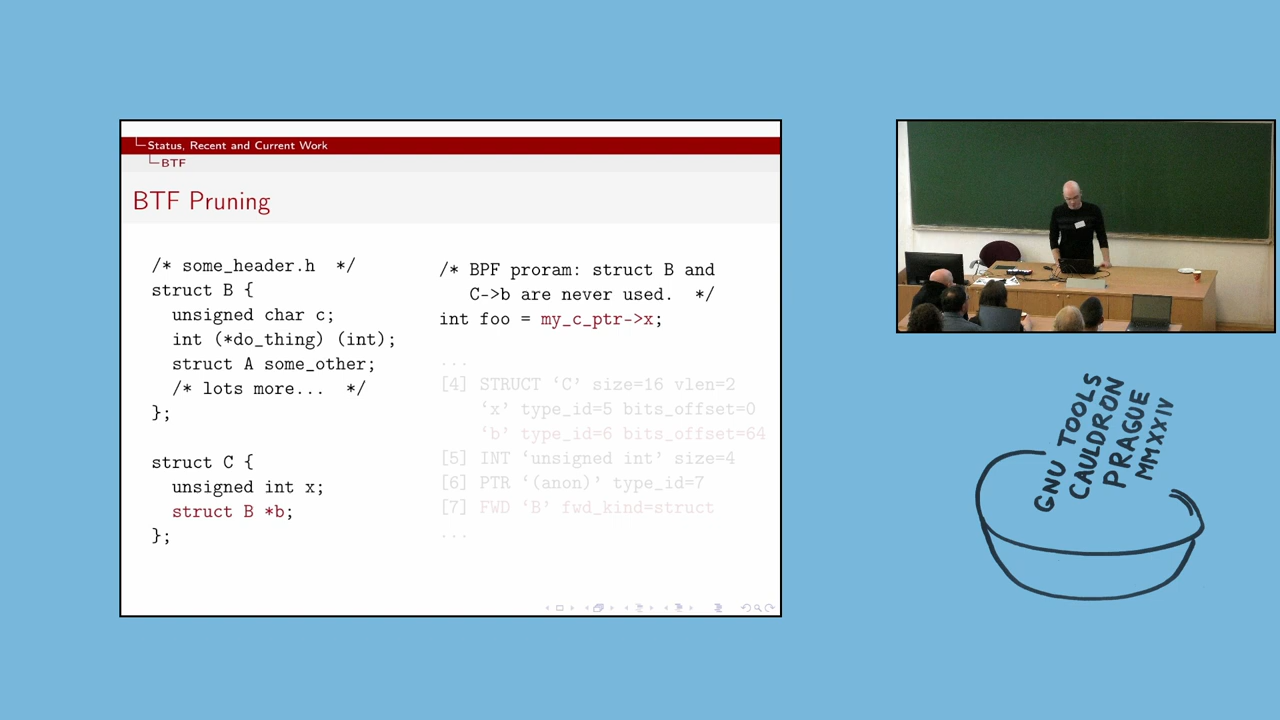 Status, Recent and Current Work
BTF
BTF Pruning
/* some_header.h */
struct B {
unsigned char c;
int (*do_thing) (int);
struct A some_other;
/* lots more... */
};
struct C {
unsigned int x;
struct B *b;
};
/* BPF proram: struct B and
C->b are never used. */
int foo = my_c_ptr->x;
...
[4] STRUCT ‘C’ size=16 vlen=2
‘x’ type_id=5 bits_offset=0
‘b’ type_id=6 bits_offset=64
[5] INT ‘unsigned int’ size=4
[6] PTR ‘(anon)’ type_id=7
[7] FWD ‘B’ fwd_kind=struct
...
GNU TOOLS
CAULDRON
PRAGUE
MMXXIV